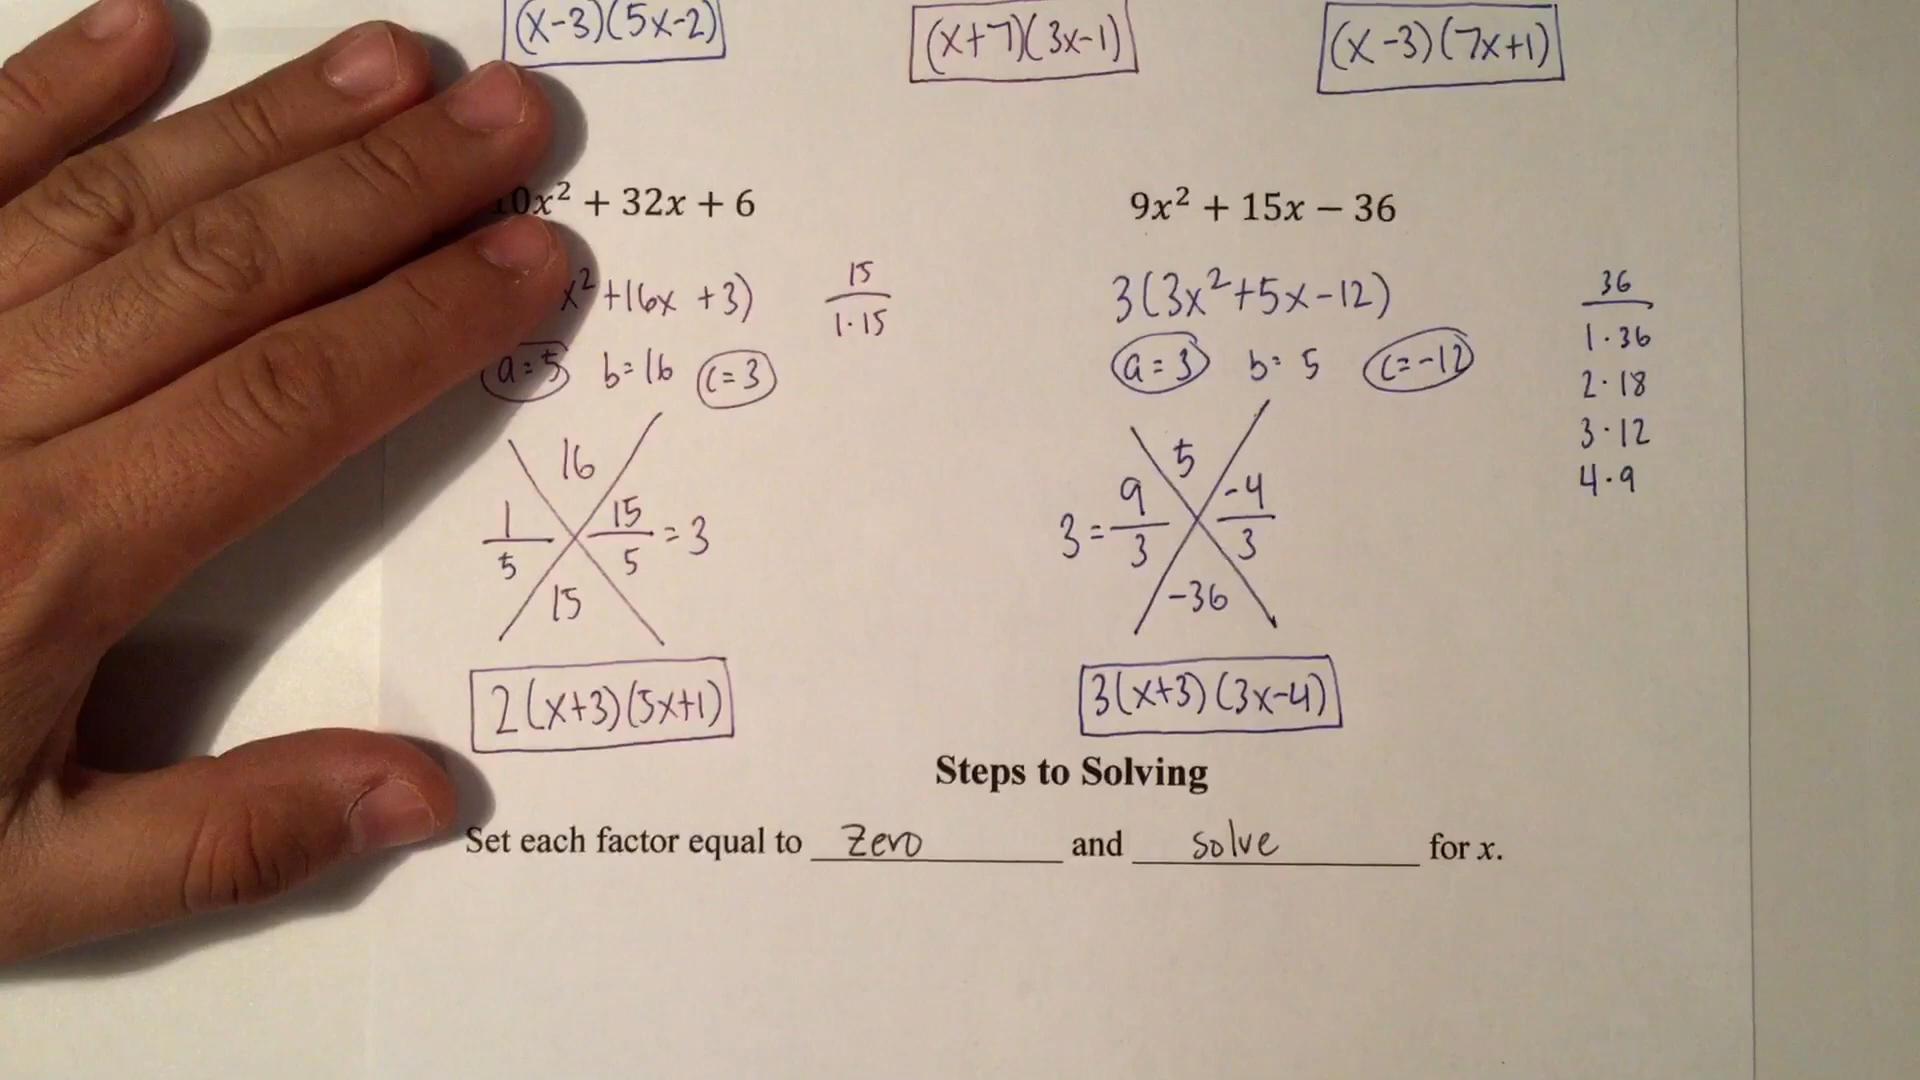 (x-3)(5x-2)
(x+7)(3x-1)
(x-3)(7x+1)
10x² + 32x + 6
x²+16x +3)
15
1·15
a=5 b=16 c=3
16
1
5
15
5
=3
15
2(x+3)(5x+1)
9x² + 15x − 36
3(3x²+5x-12)
36
1·36
2·18
3·12
4·9
a=3 b=5 c=-12
5
3=
9
3
-4
3
-36
3(x+3)(3x-4)
Steps to Solving
Set each factor equal to zero and solve for x.